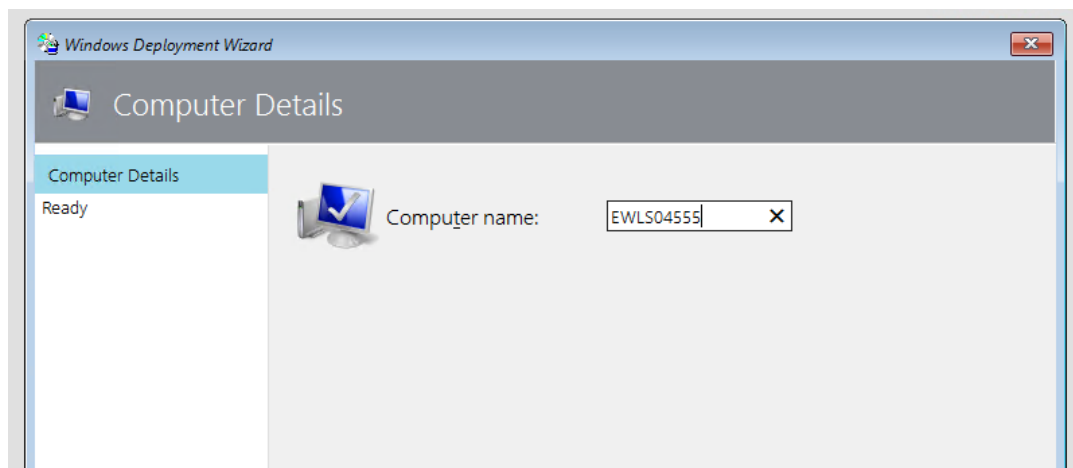 Windows Deployment Wizard
Computer Details
Computer Details
Ready
Computer name: EWLS04555